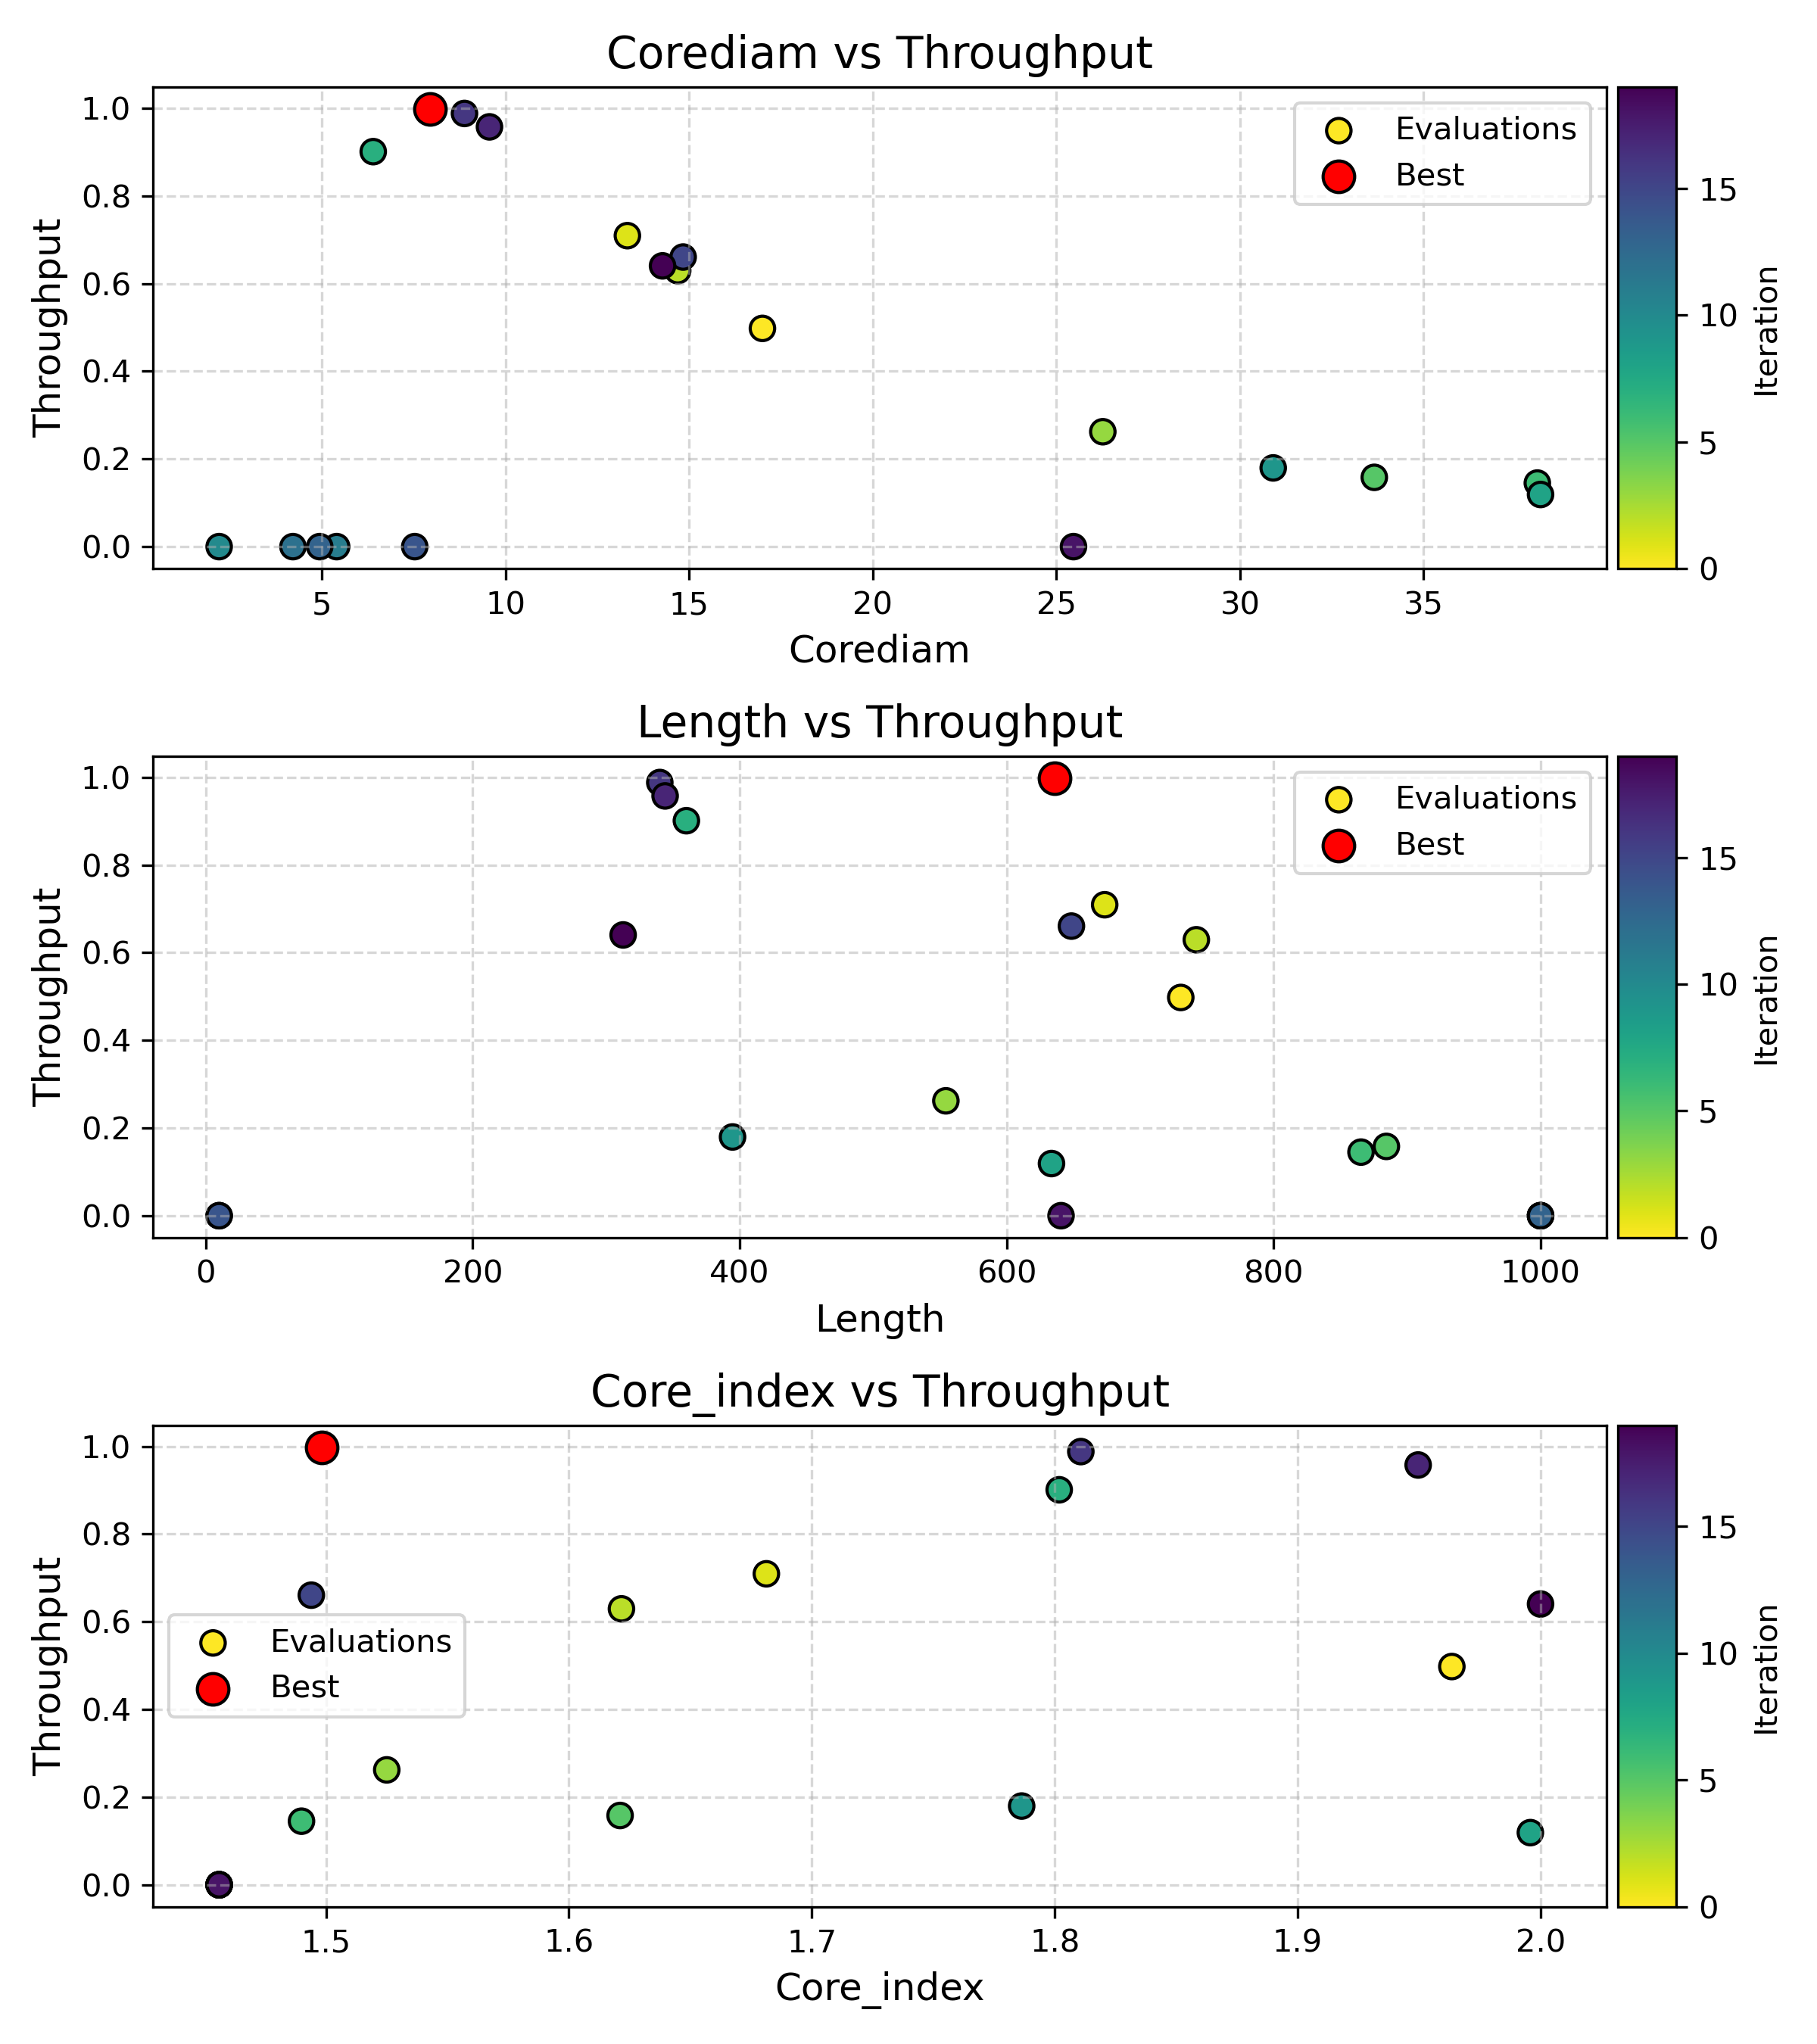 Corediam vs Throughput
1.0
0.8
0.6
0.4
0.2
0.0
Throughput
5
10
15
20
25
30
35
Corediam
Evaluations
Best
15
10
5
0
Iteration
Length vs Throughput
1.0
0.8
0.6
0.4
0.2
0.0
Throughput
0
200
400
600
800
1000
Length
Evaluations
Best
15
10
5
0
Iteration
Core_index vs Throughput
1.0
0.8
0.6
0.4
0.2
0.0
Throughput
1.5
1.6
1.7
1.8
1.9
2.0
Core_index
Evaluations
Best
15
10
5
0
Iteration